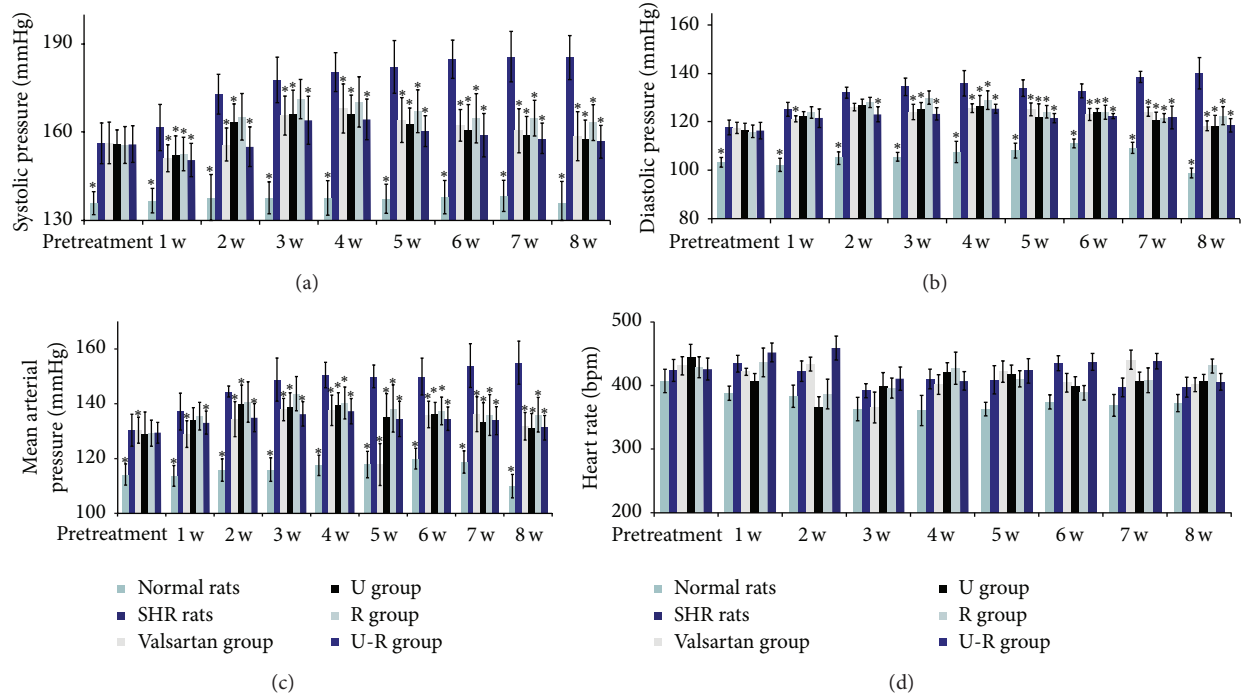 Systolic pressure (mmHg)
190
160
130
* * * * * * * * * * * * * * * * * * * * * * * * * * * * * * * * * * * * * *
Pretreatment 1 w 2 w 3 w 4 w 5 w 6 w 7 w 8 w
(a)
Diastolic pressure (mmHg)
165
140
120
100
80
Pretreatment 1 w 2 w 3 w 4 w 5 w 6 w 7 w 8 w
(b)
Mean arterial
pressure (mmHg)
160
140
120
100
Pretreatment 1 w 2 w 3 w 4 w 5 w 6 w 7 w 8 w
Normal rats
SHR rats
Valsartan group
U group
R group
U-R group
(c)
Heart rate (bpm)
500
400
300
200
Pretreatment 1 w 2 w 3 w 4 w 5 w 6 w 7 w 8 w
Normal rats
SHR rats
Valsartan group
U group
R group
U-R group
(d)